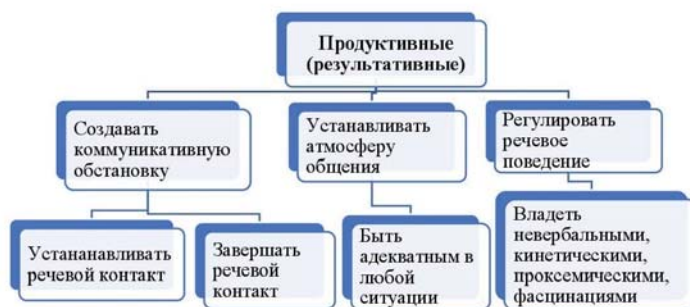 Продуктивные
(результативные)
Создавать
коммуникативную
обстановку
Устанавливать
атмосферу
общения
Регулировать
речевое
поведение
Устананавливать
речевой контакт
Завершать
речевой
контакт
Быть
адекватным в
любой
ситуации
Владеть
невербальными,
кинетическими,
проксемическими,
фасцинациями